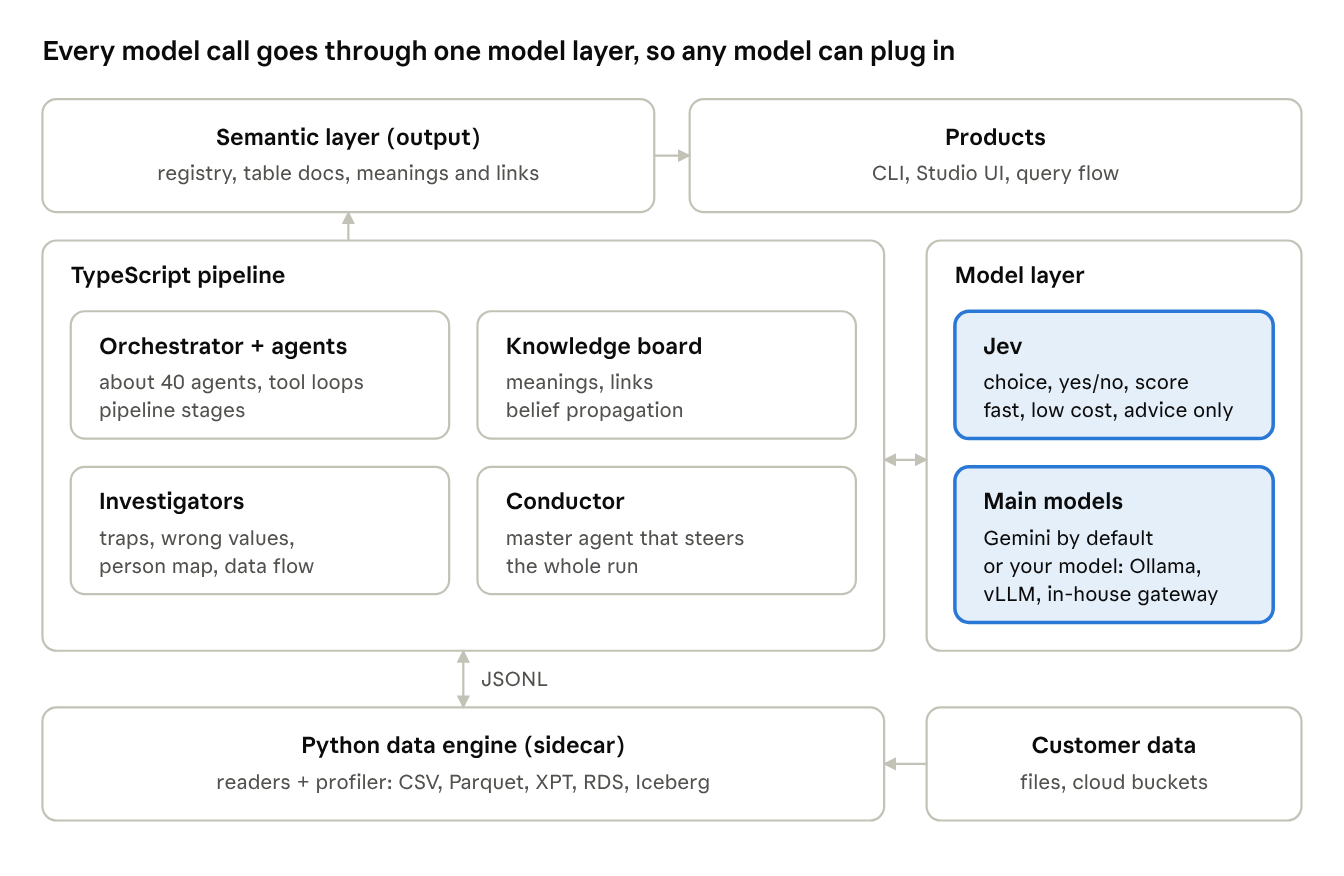 Every model call goes through one model layer, so any model can plug in
Semantic layer (output)
registry, table docs, meanings and links
Products
CLI, Studio UI, query flow
TypeScript pipeline
Orchestrator + agents
about 40 agents, tool loops
pipeline stages
Knowledge board
meanings, links
belief propagation
Investigators
traps, wrong values,
person map, data flow
Conductor
master agent that steers
the whole run
Model layer
Jev
choice, yes/no, score
fast, low cost, advice only
Main models
Gemini by default
or your model: Ollama,
vLLM, in-house gateway
JSONL
Python data engine (sidecar)
readers + profiler: CSV, Parquet, XPT, RDS, Iceberg
Customer data
files, cloud buckets